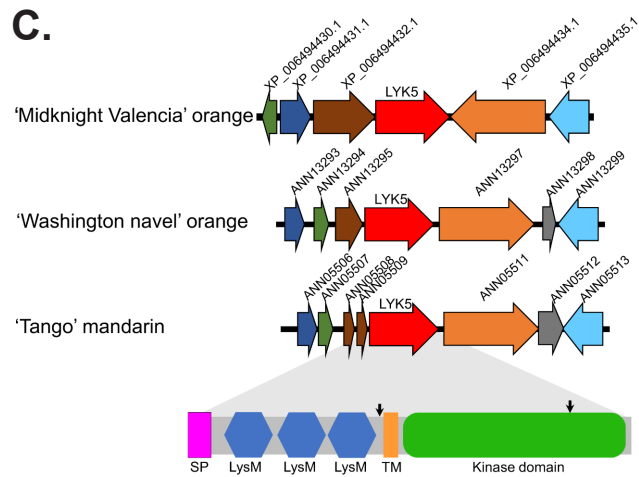 C.
XP_006494430.1
XP_006494431.1
XP_006494432.1
XP_006494434.1
XP_006494435.1
'Midknight Valencia' orange
LYK5
ANN13293
ANN13294
ANN13295
ANN13297
ANN13298
ANN13299
'Washington navel' orange
LYK5
ANN05506
ANN05507
ANN05508
ANN05509
ANN05511
ANN05512
ANN05513
'Tango' mandarin
LYK5
SP LysM LysM LysM TM Kinase domain